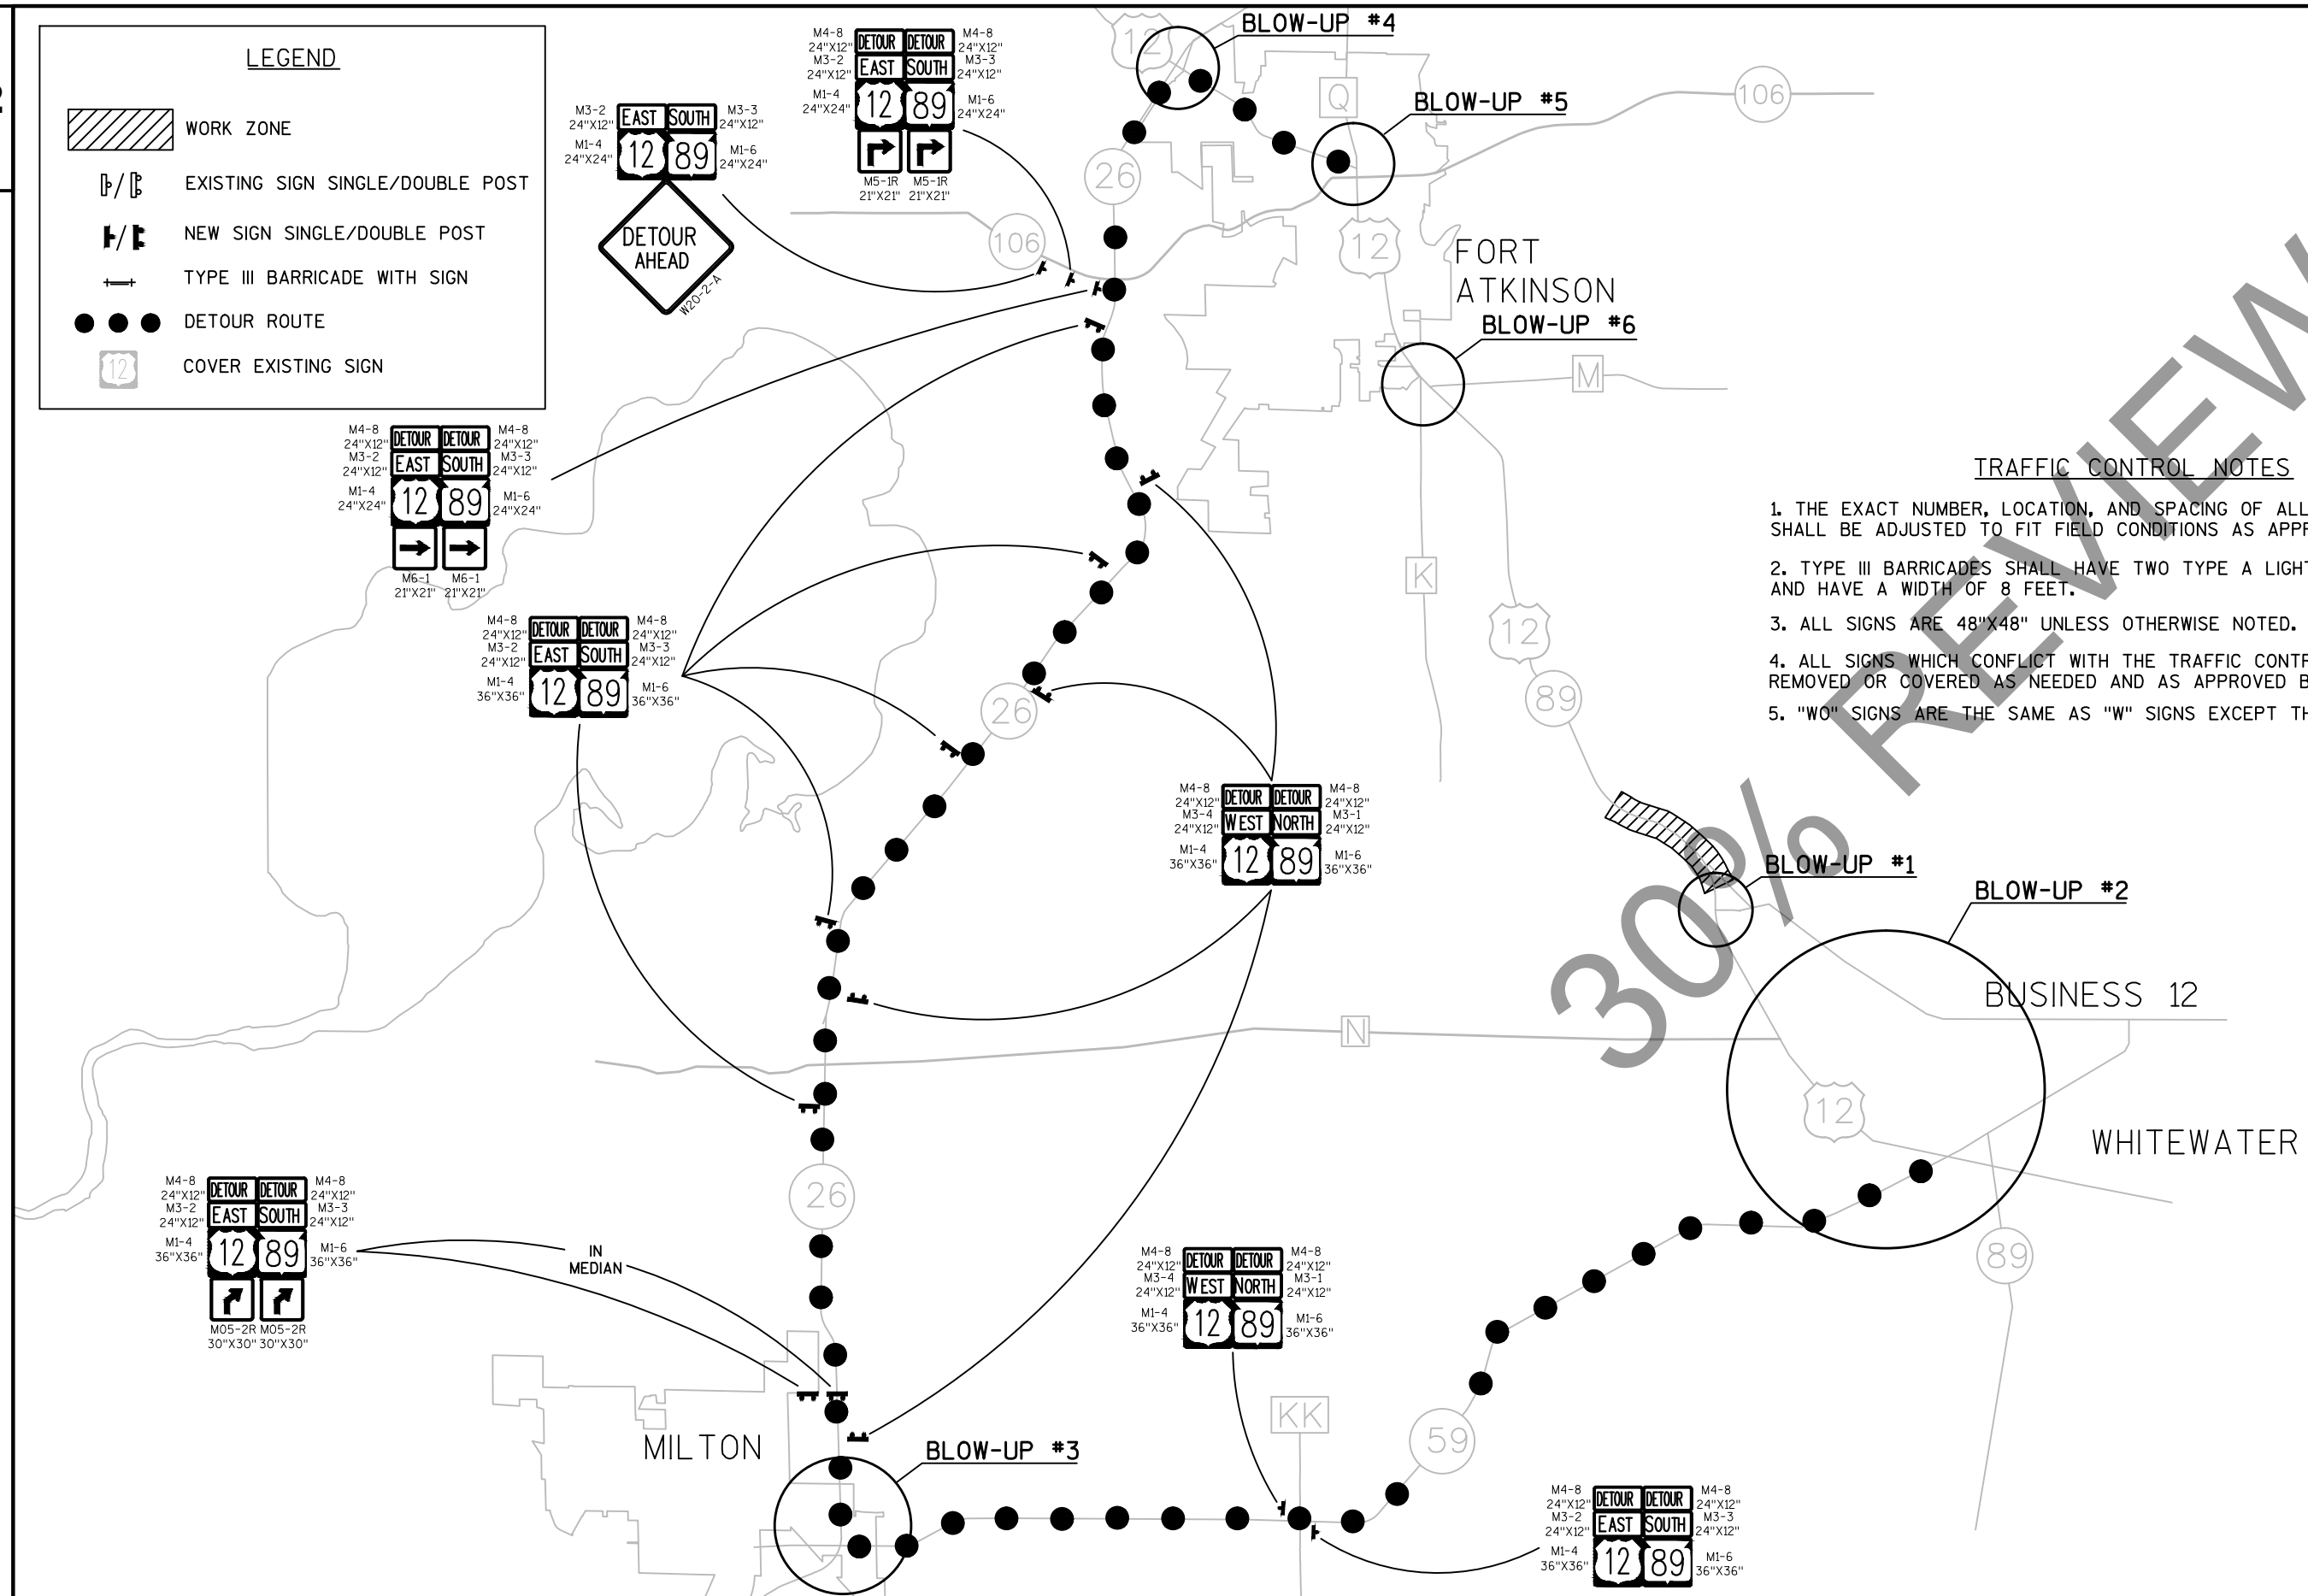 LEGEND
WORK ZONE
EXISTING SIGN SINGLE/DOUBLE POST
NEW SIGN SINGLE/DOUBLE POST
TYPE III BARRICADE WITH SIGN
DETOUR ROUTE
12
COVER EXISTING SIGN
M3-2
24"X12"
M1-4
24"X24"
EAST SOUTH
12 89
M3-3
24"X12"
M1-6
24"X24"
DETOUR
AHEAD
W20-2-A
M4-8
24"X12"
M3-2
24"X12"
M1-4
24"X24"
DETOUR DETOUR
EAST SOUTH
12 89
M4-8
24"X12"
M3-3
24"X12"
M1-6
24"X24"
M5-1R M5-1R
21"X21" 21"X21"
12
BLOW-UP #4
Q
BLOW-UP #5
106
26
106
12
FORT
ATKINSON
BLOW-UP #6
M
M4-8
24"X12"
M3-2
24"X12"
M1-4
24"X24"
DETOUR DETOUR
EAST SOUTH
12 89
M4-8
24"X12"
M3-3
24"X12"
M1-6
24"X24"
M6-1 M6-1
21"X21" 21"X21"
TRAFFIC CONTROL NOTES
1. THE EXACT NUMBER, LOCATION, AND SPACING OF ALL
SHALL BE ADJUSTED TO FIT FIELD CONDITIONS AS
2. TYPE III BARRICADES SHALL HAVE TWO TYPE A
AND HAVE A WIDTH OF 8 FEET.
3. ALL SIGNS ARE 48"X48" UNLESS OTHERWISE NOTED.
4. ALL SIGNS WHICH CONFLICT WITH THE TRAFFIC
REMOVED OR COVERED AS NEEDED AND AS APPROVED
5. "WO" SIGNS ARE THE SAME AS "W" SIGNS EXCEPT
30% REVIEW
K
12
89
M4-8
24"X12"
M3-2
24"X12"
M1-4
36"X36"
DETOUR DETOUR
EAST SOUTH
12 89
M4-8
24"X12"
M3-3
24"X12"
M1-6
36"X36"
26
M4-8
24"X12"
M3-4
24"X12"
M1-4
36"X36"
DETOUR DETOUR
WEST NORTH
12 89
M4-8
24"X12"
M3-1
24"X12"
M1-6
36"X36"
BLOW-UP #1
BLOW-UP #2
BUSINESS 12
N
12
WHITEWATER
89
26
M4-8
24"X12"
M3-2
24"X12"
M1-4
36"X36"
DETOUR DETOUR
EAST SOUTH
12 89
M4-8
24"X12"
M3-3
24"X12"
M1-6
36"X36"
M05-2R M05-2R
30"X30" 30"X30"
IN
MEDIAN
M4-8
24"X12"
M3-4
24"X12"
M1-4
36"X36"
DETOUR DETOUR
WEST NORTH
12 89
M4-8
24"X12"
M3-1
24"X12"
M1-6
36"X36"
MILTON
BLOW-UP #3
KK
59
M4-8
24"X12"
M3-2
24"X12"
M1-4
36"X36"
DETOUR DETOUR
EAST SOUTH
12 89
M4-8
24"X12"
M3-3
24"X12"
M1-6
36"X36"